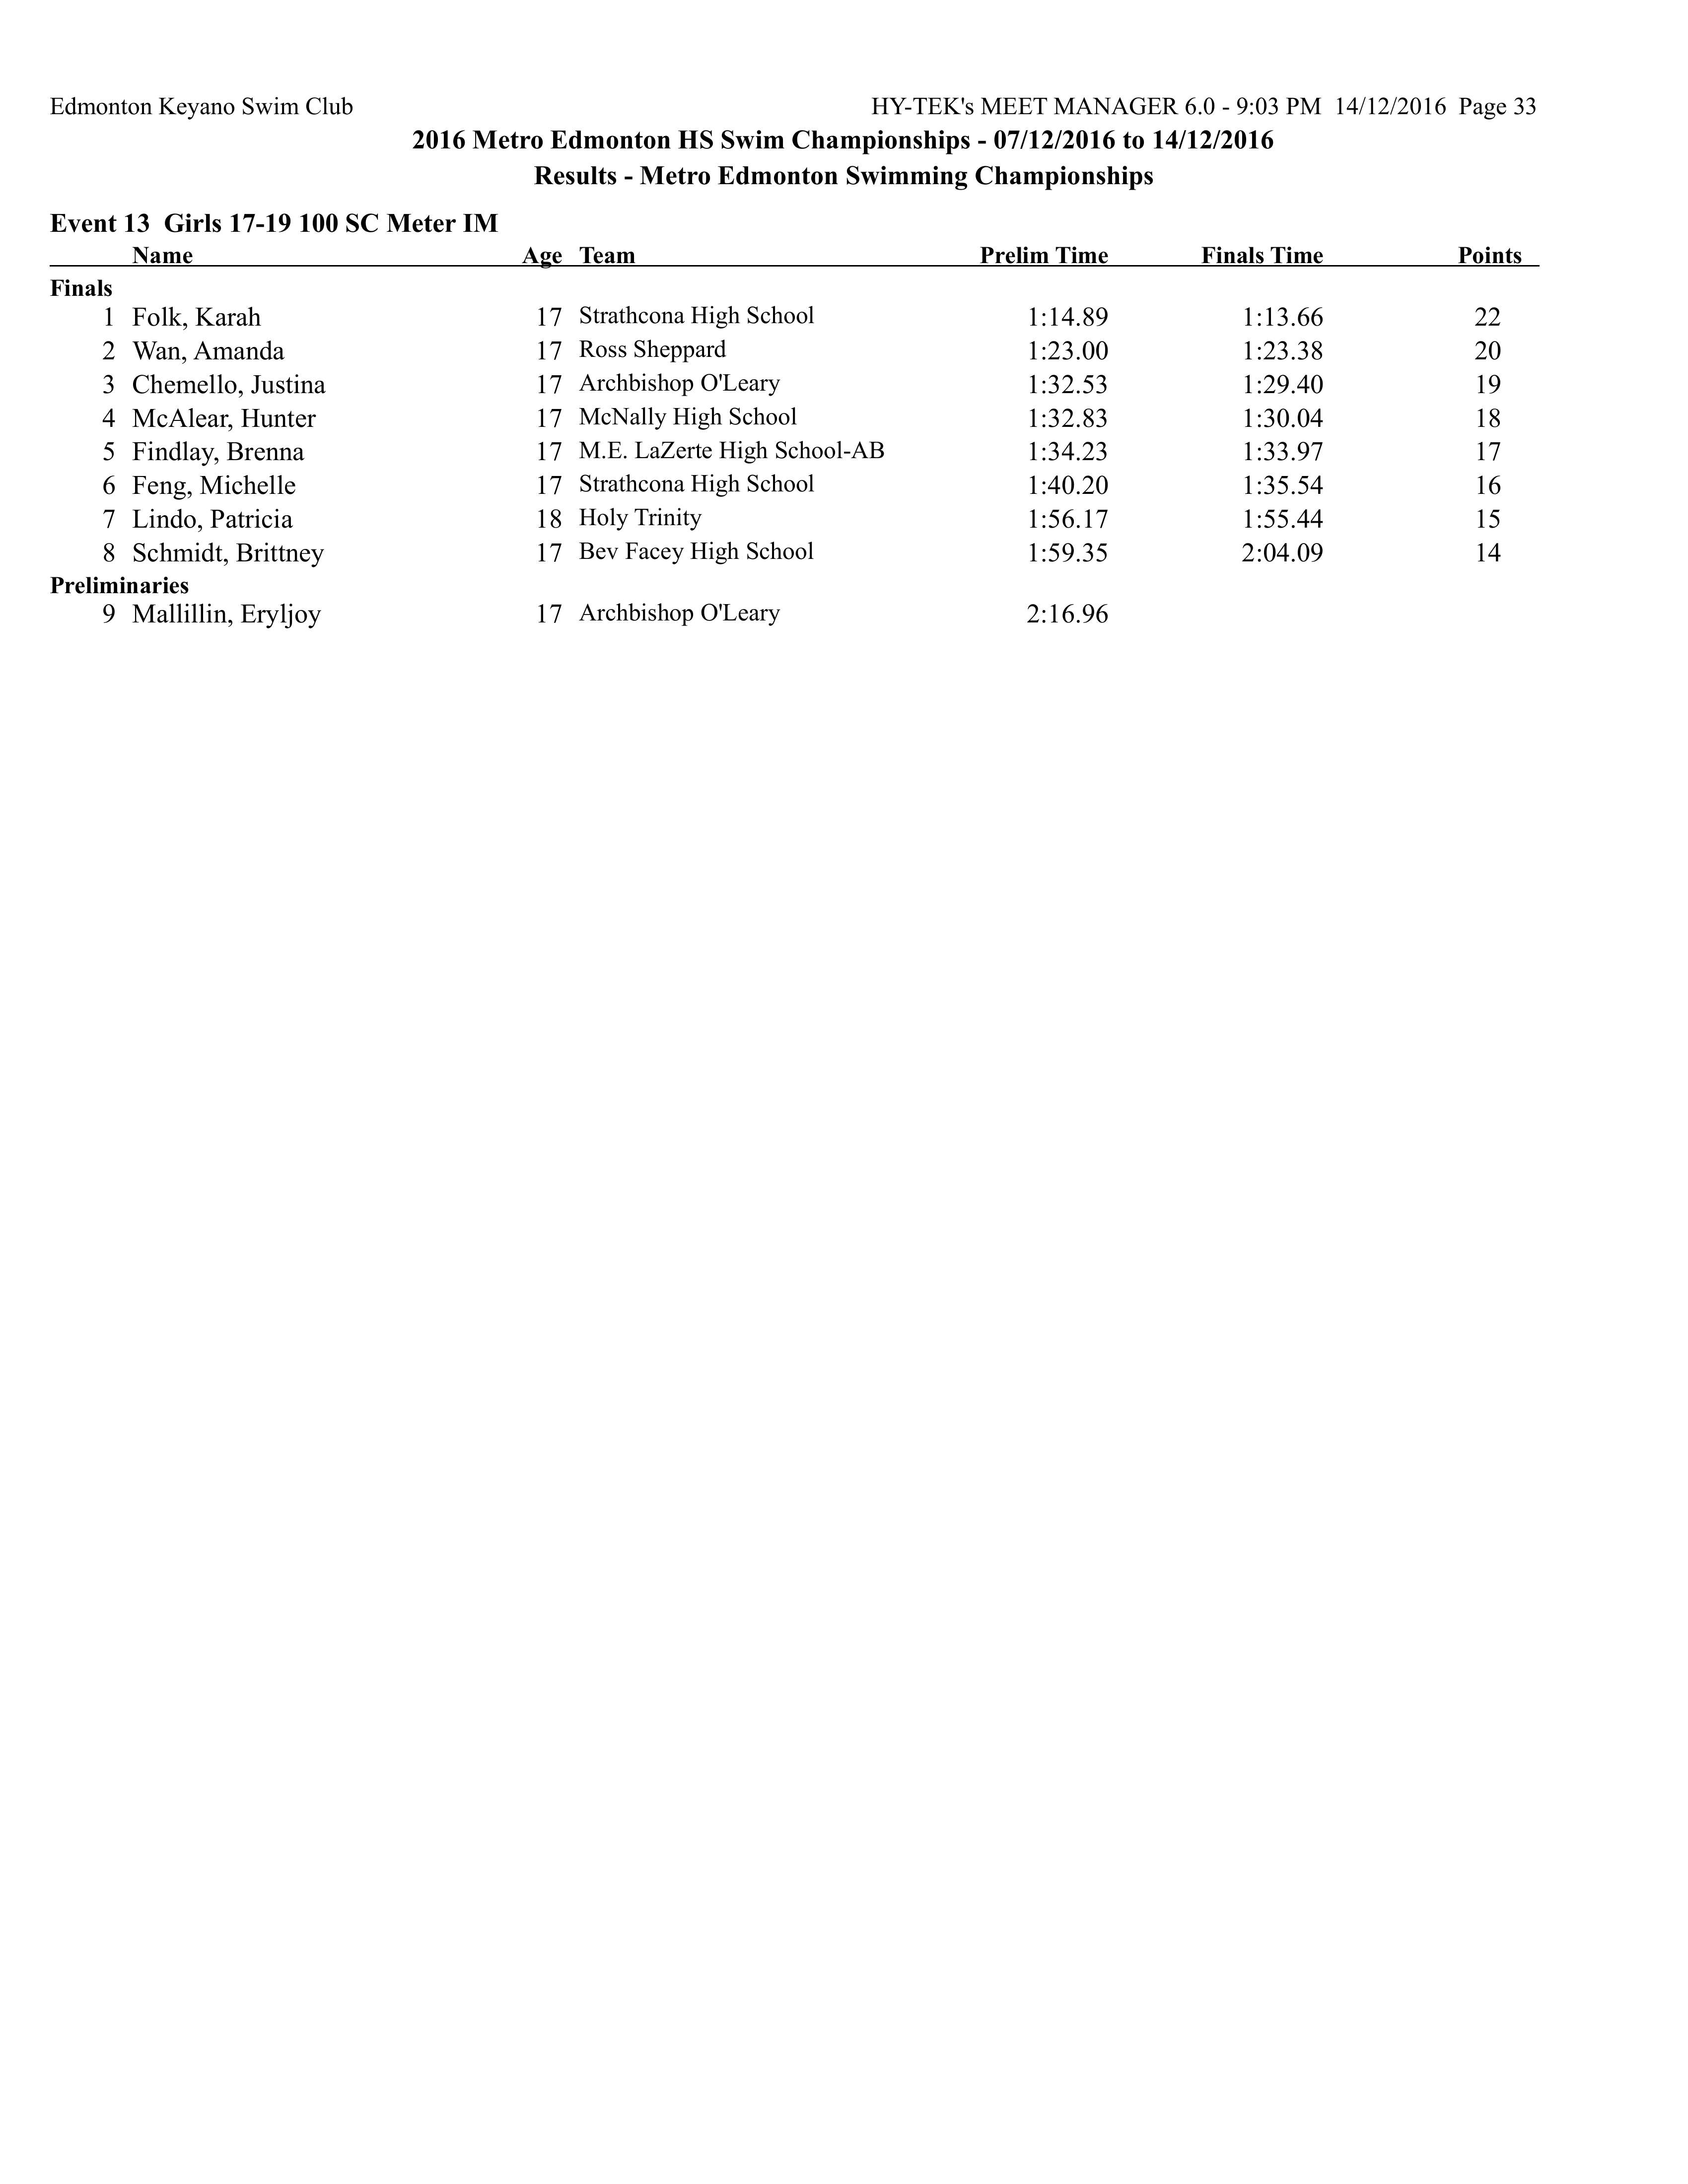 Edmonton Keyano Swim Club HY-TEK's MEET MANAGER 6.0 - 9:03 PM 14/12/2016 Page 33
2016 Metro Edmonton HS Swim Championships - 07/12/2016 to 14/12/2016
Results - Metro Edmonton Swimming Championships
Event 13 Girls 17-19 100 SC Meter IM
Name Age Team Prelim Time Finals Time Points
Finals
1 Folk, Karah 17 Strathcona High School 1:14.89 1:13.66 22
2 Wan, Amanda 17 Ross Sheppard 1:23.00 1:23.38 20
3 Chemello, Justina 17 Archbishop O'Leary 1:32.53 1:29.40 19
4 McAlear, Hunter 17 McNally High School 1:32.83 1:30.04 18
5 Findlay, Brenna 17 M.E. LaZerte High School-AB 1:34.23 1:33.97 17
6 Feng, Michelle 17 Strathcona High School 1:40.20 1:35.54 16
7 Lindo, Patricia 18 Holy Trinity 1:56.17 1:55.44 15
8 Schmidt, Brittney 17 Bev Facey High School 1:59.35 2:04.09 14
Preliminaries
9 Mallillin, Eryljoy 17 Archbishop O'Leary 2:16.96